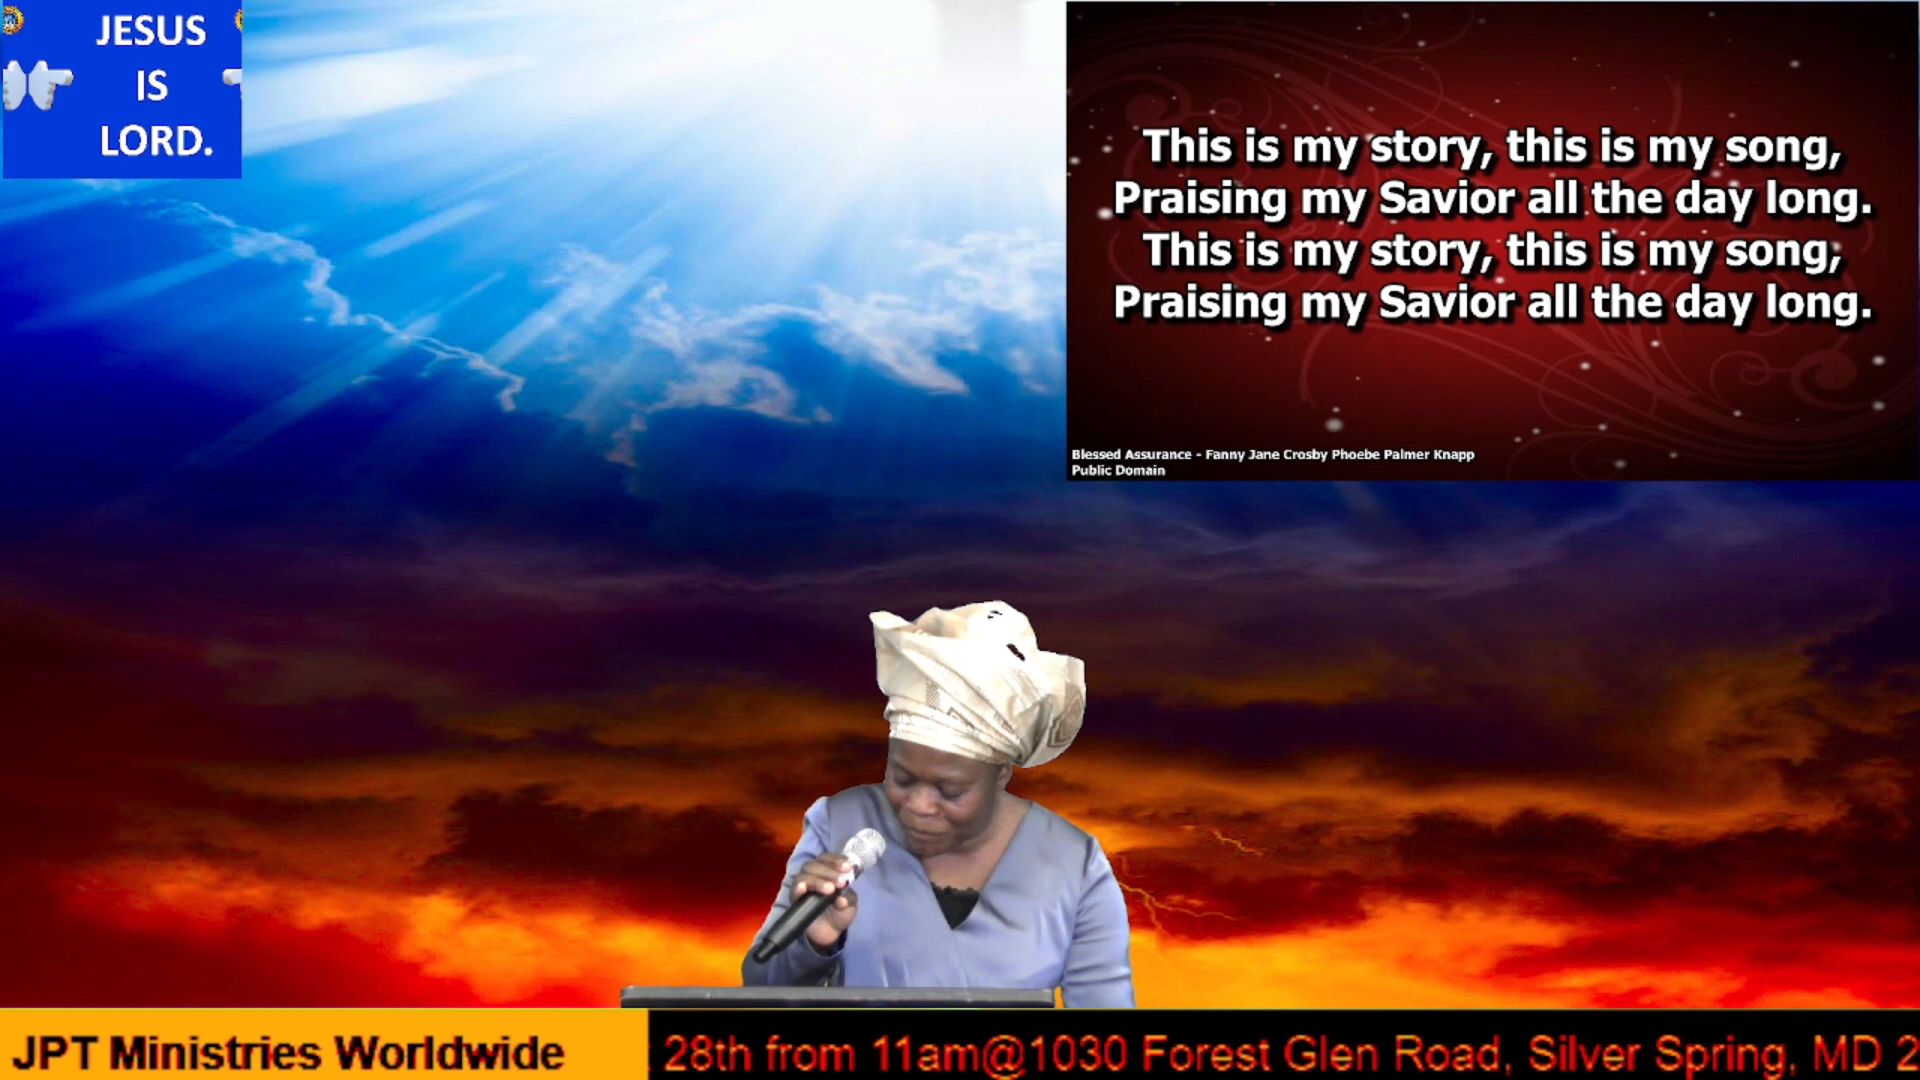 JESUS
IS
LORD.
This is my story, this is my song,
Praising my Savior all the day long.
This is my story, this is my song,
Praising my Savior all the day long.
Blessed Assurance - Fanny Jane Crosby Phoebe Palmer Knapp
Public Domain
JPT Ministries Worldwide
28th from 11am@1030 Forest Glen Road, Silver Spring, MD 2